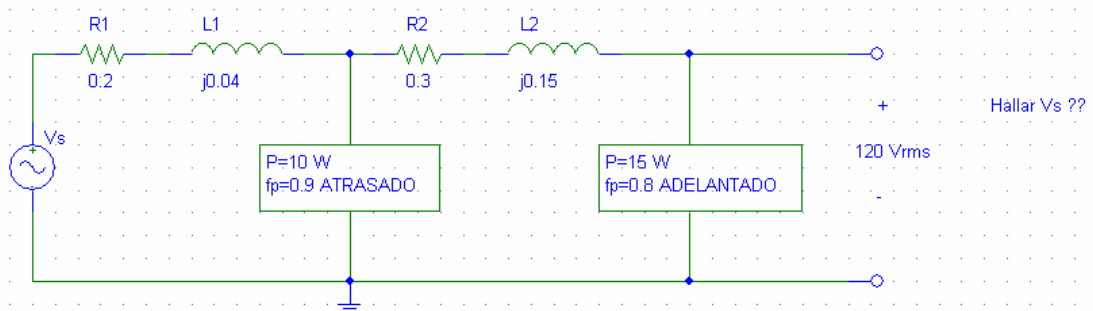 R1
L1
R2
L2
0.2
j0.04
0.3
j0.15
+
Hallar Vs ??
Vs
120 Vrms
P=10 W
fp=0.9 ATRASADO
P=15 W
fp=0.8 ADELANTADO
-